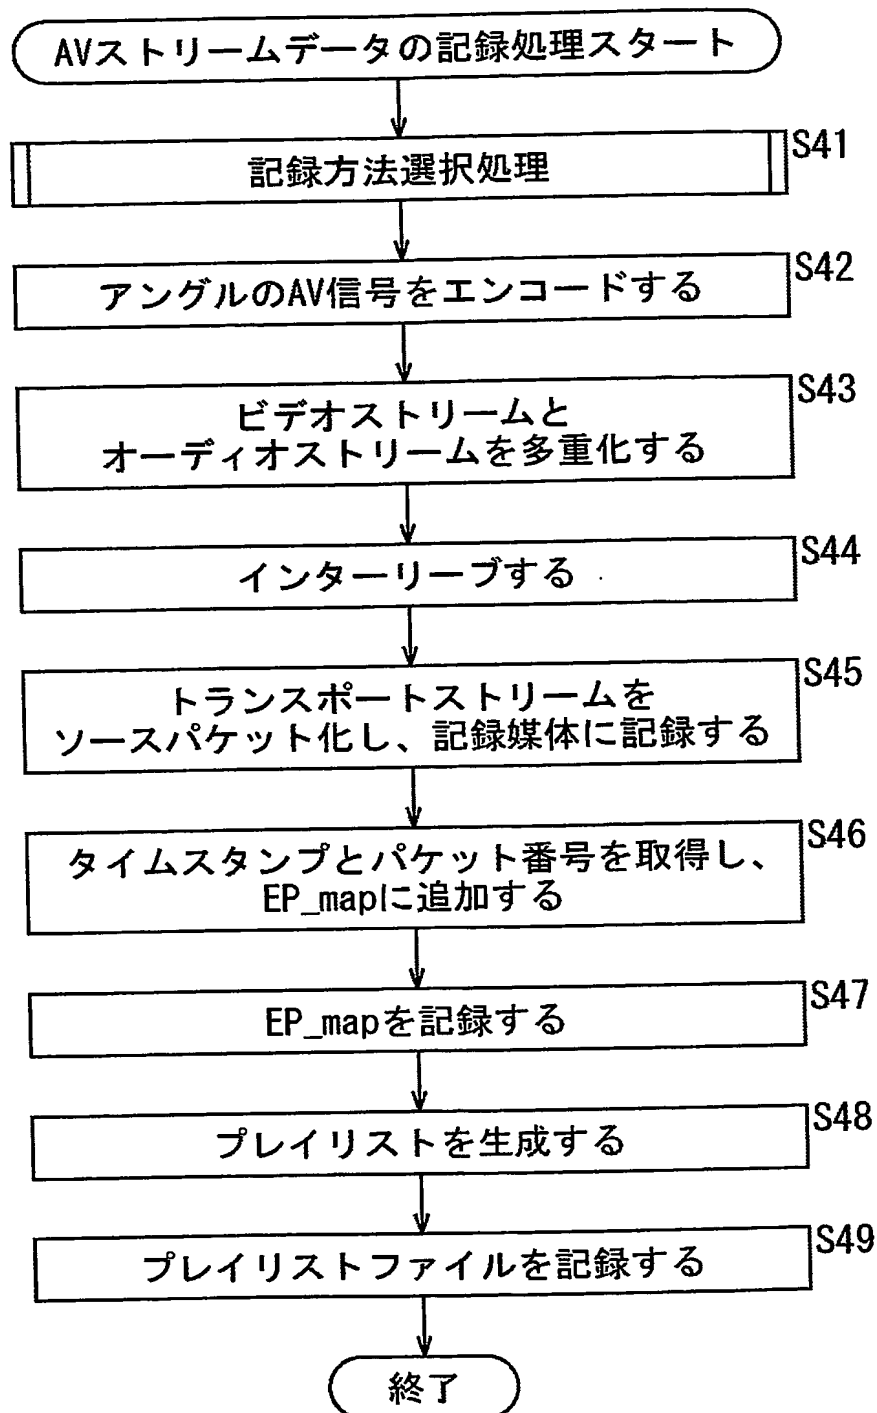 AVストリームデータの記録処理スタート
S41
記録方法選択処理
S42
アングルのAV信号をエンコードする
S43
ビデオストリームと
オーディオストリームを多重化する
S44
インターリーブする
S45
トランスポートストリームを
ソースパケット化し、記録媒体に記録する
S46
タイムスタンプとパケット番号を取得し、
EP_mapに追加する
S47
EP_mapを記録する
S48
プレイリストを生成する
S49
プレイリストファイルを記録する
終了